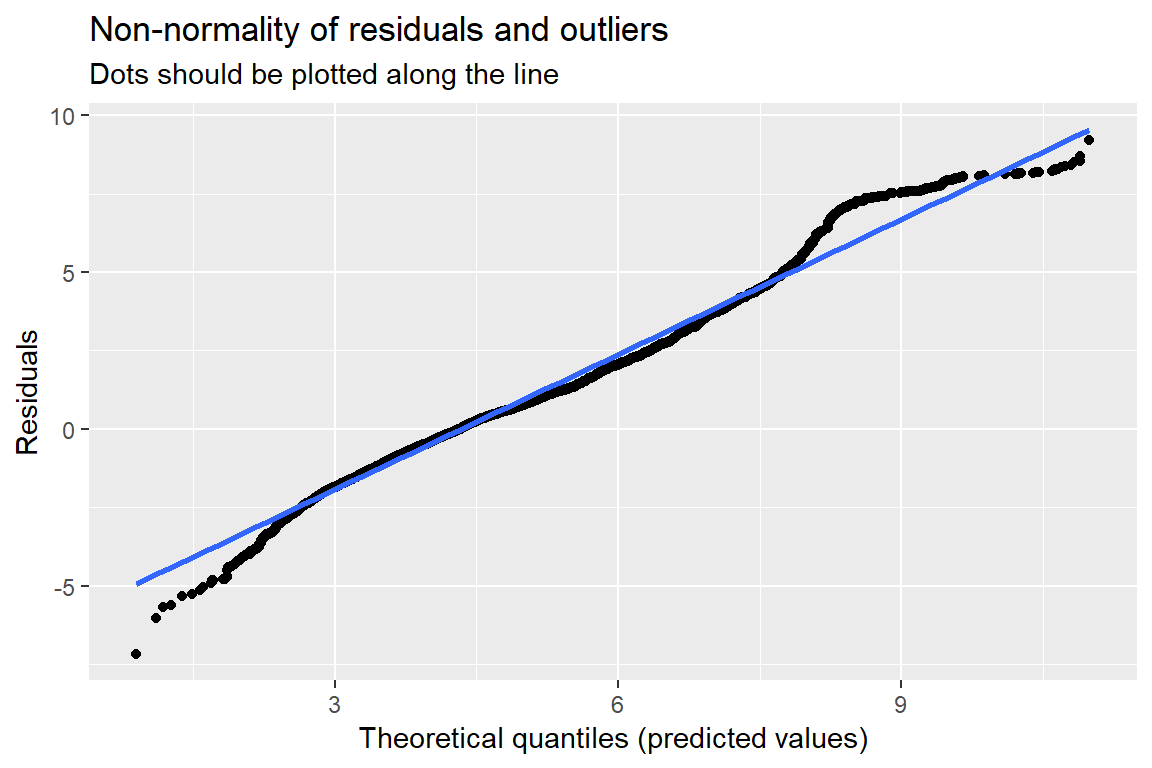 Non-normality of residuals and outliers
Dots should be plotted along the line
10
5
0
-5
Residuals
3
6
9
Theoretical quantiles (predicted values)